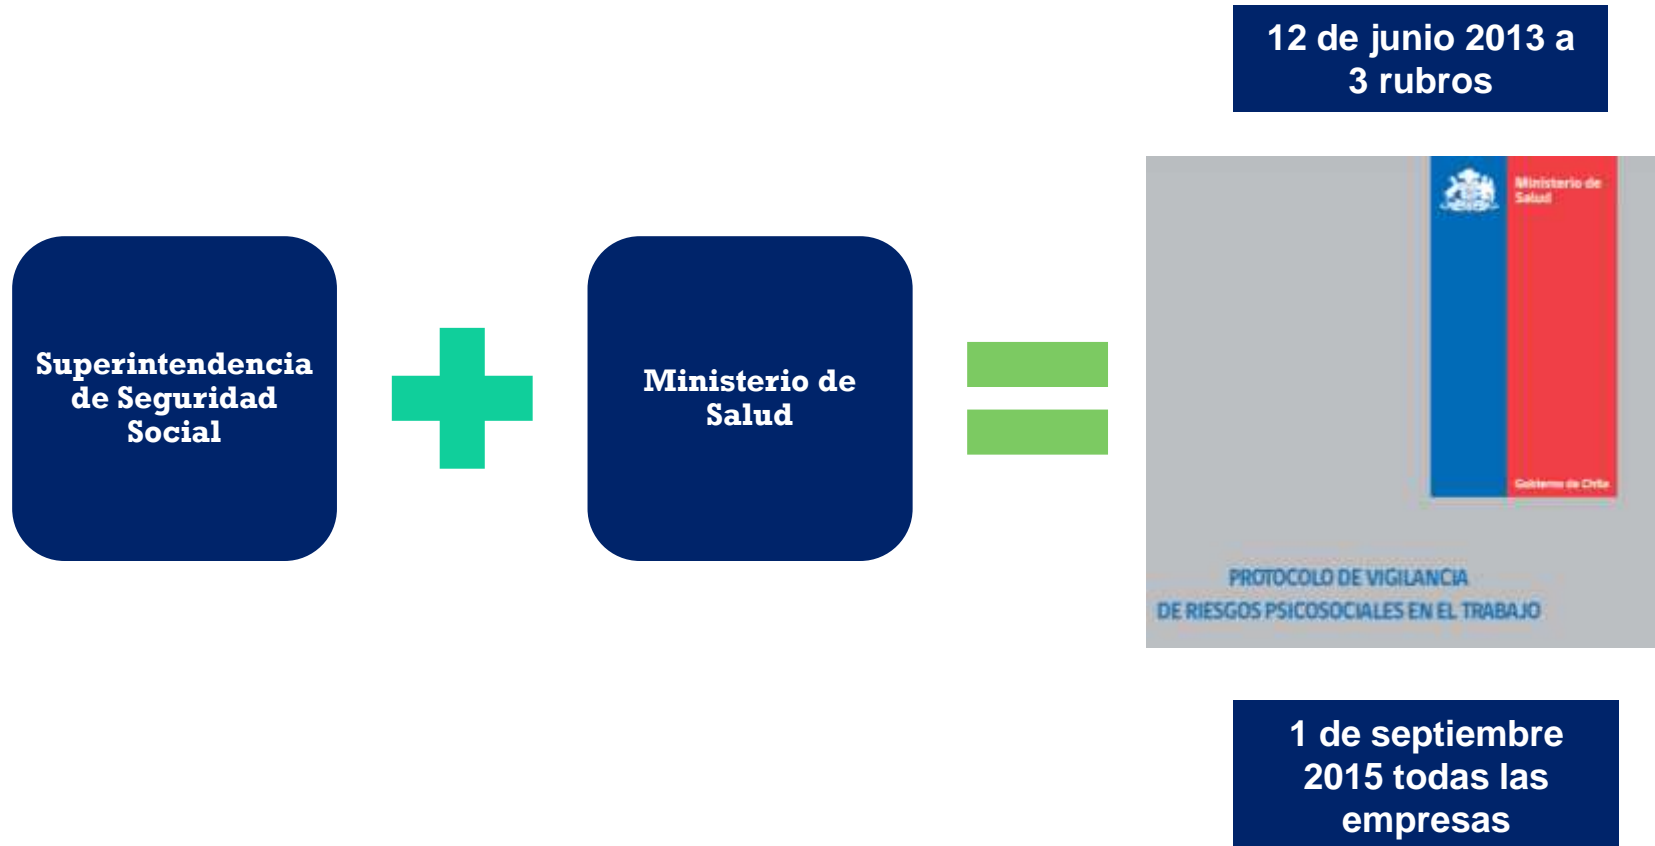 12 de junio 2013 a
3 rubros
Superintendencia
de Seguridad
Social
Ministerio de
Salud
Ministerio de
Salud
Gobierno de Chile
PROTOCOLO DE VIGILANCIA
DE RIESGOS PSICOSOCIALES EN EL TRABAJO
1 de septiembre
2015 todas las
empresas